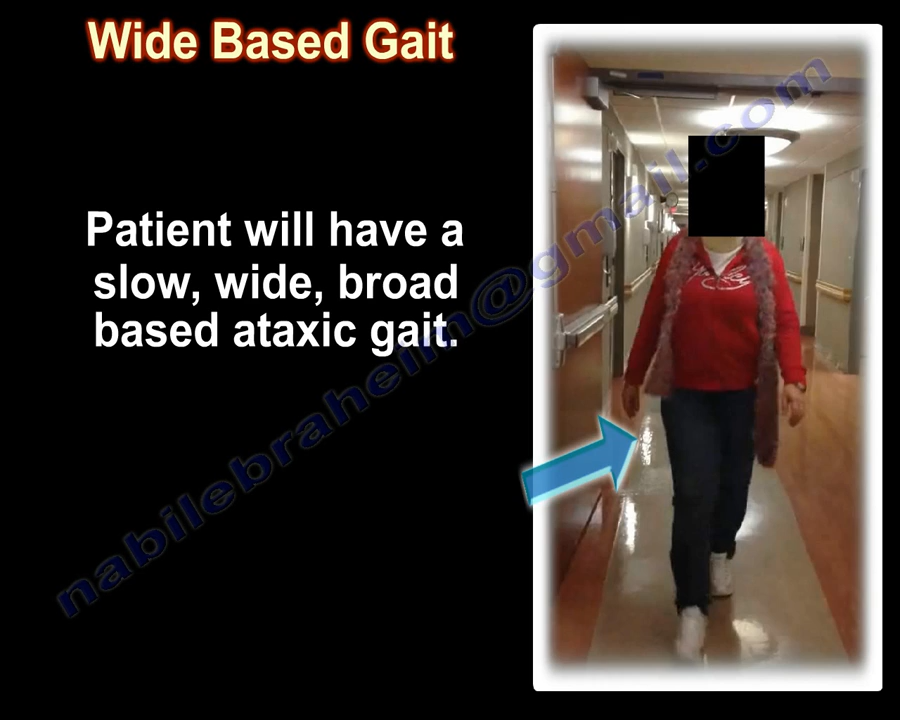 Wide Based Gait
Patient will have a
slow, wide, broad
based ataxic gait.
nabilebraheim@gmail.com